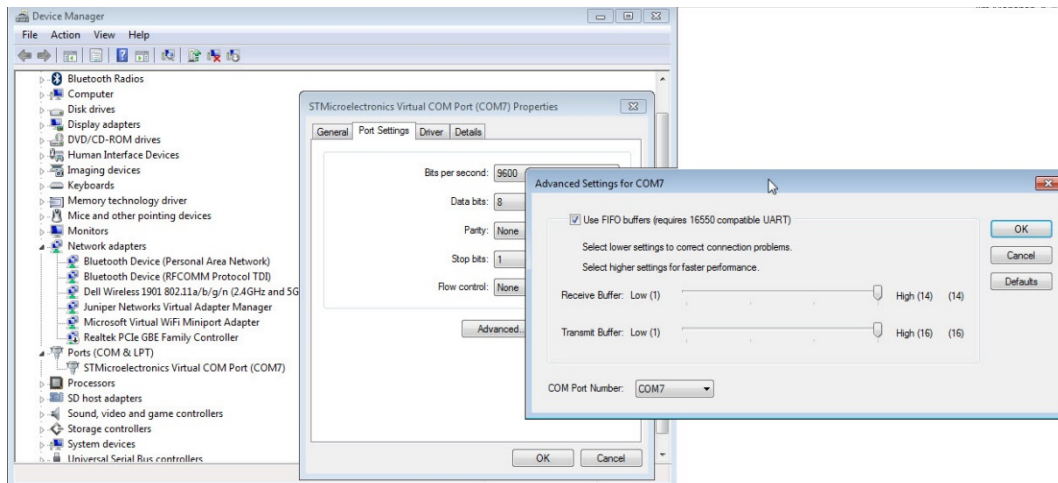 Device Manager
File Action View Help
Bluetooth Radios
Computer
Disk drives
Display adapters
DVD/CD-ROM drives
Human Interface Devices
Imaging devices
Keyboards
Memory technology driver
Mice and other pointing devices
Monitors
Network adapters
Bluetooth Device (Personal Area Network)
Bluetooth Device (RFCOMM Protocol TDI)
Dell Wireless 1901 802.11a/b/g/n (2.4GHz and 5G
Juniper Networks Virtual Adapter Manager
Microsoft Virtual WiFi Miniport Adapter
Realtek PCIe GBE Family Controller
Ports (COM & LPT)
STMicroelectronics Virtual COM Port (COM7)
Processors
SD host adapters
Sound, video and game controllers
Storage controllers
System devices
Universal Serial Bus controllers
STMicroelectronics Virtual COM Port (COM7) Properties
General Port Settings Driver Details
Bits per second: 9600
Data bits: 8
Parity: None
Stop bits: 1
Flow control: None
Advanced..
OK Cancel
Advanced Settings for COM7
Use FIFO buffers (requires 16550 compatible UART)
Select lower settings to correct connection problems.
Select higher settings for faster performance.
Receive Buffer: Low (1) High (14) (14)
Transmit Buffer: Low (1) High (16) (16)
COM Port Number: COM7
OK
Cancel
Defaults